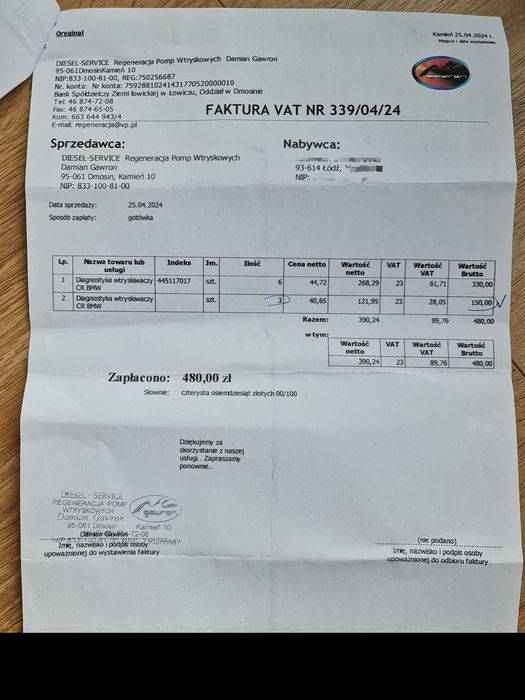 Oryginał
Kamień 25.04.2024 r.
Miejsce i data wystawienia
DIESEL-SERVICE Regeneracja Pomp Wtryskowych Damian Gawron
95-061DmosinKamień 10
NIP:833-100-81-00, REG:750256687
Nr. konta: Nr konta: 75928810241431770520000010
Bank Spółdzielczy Ziemi łowickiej w Łowiczu, Oddział w Dmosinie
Tel: 46 874-72-08
Fax: 46 874-65-05
Kom: 663 644 943/4
E-mail: regeneracja@vp.pl
gawron
FAKTURA VAT NR 339/04/24
Sprzedawca:
DIESEL-SERVICE Regeneracja Pomp Wtryskowych
Damian Gawron
95-061 Dmosin, Kamień 10
NIP: 833-100-81-00
Nabywca:
93-614 Łódź,
NIP:
Data sprzedaży: 25.04.2024
Sposób zapłaty: gotówka
Lp. Nazwa towaru lub usługi Indeks Jm. Ilość Cena netto Wartość netto VAT Wartość VAT Wartość Brutto
1 Diagnostyka wtryskiwaczy CR BMW 445117017 szt. 6 44,72 268,29 23 61,71 330,00
2 Diagnostyka wtryskiwaczy CR BMW szt. 3 40,65 121,95 23 28,05 150,00
Razem: 390,24 89,76 480,00
w tym:
Wartość netto VAT Wartość VAT Wartość Brutto
390,24 23 89,76 480,00
Zapłacono: 480,00 zł
Słownie: czterysta osiemdziesiąt złotych 00/100
Dziękujemy za
skorzystanie z naszej
usługi.. Zapraszamy
ponownie..
DIESEL - SERVICE
REGENERACJA POMP
WTRYSKOWYCH
Damian Gawron
gawron
95-061 Dmosin Kamień 10
Damian Gawron
Imię, nazwisko i podpis osoby
upoważnionej do wystawienia faktury
(nie podano)
Imię, nazwisko i podpis osoby
upoważnionej do odbioru faktury